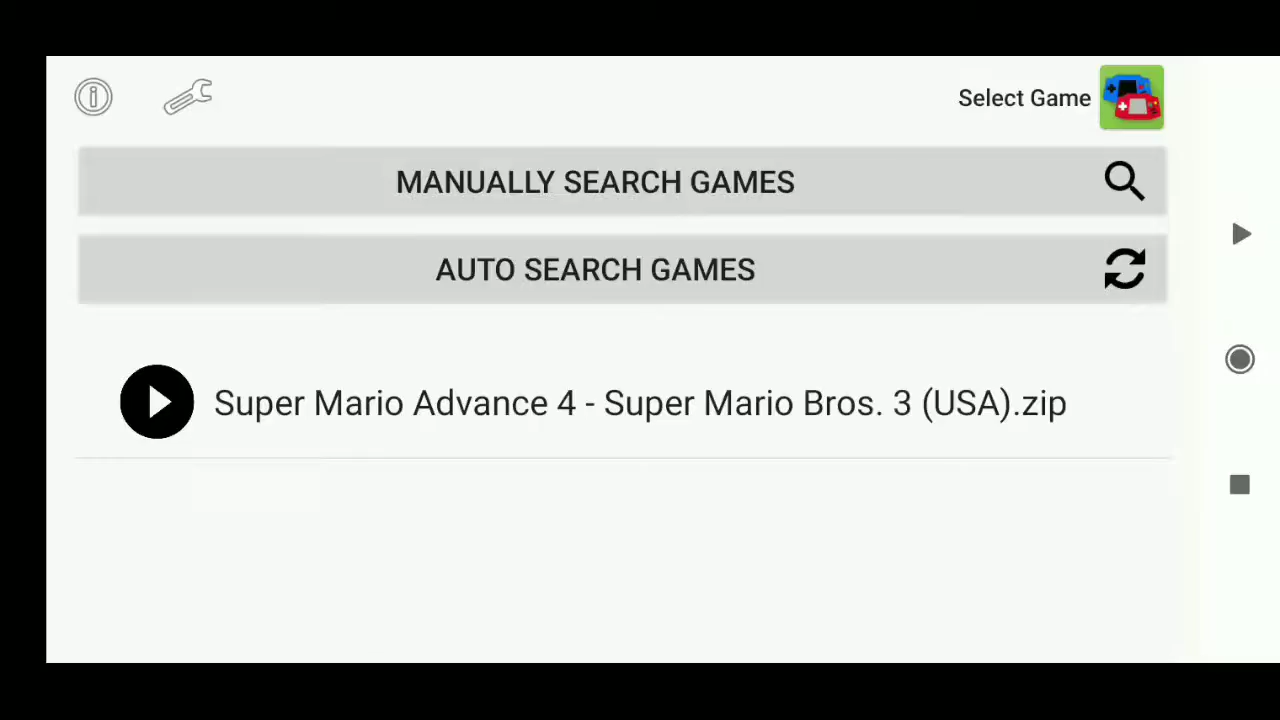 Select Game
MANUALLY SEARCH GAMES
AUTO SEARCH GAMES
Super Mario Advance 4 - Super Mario Bros. 3 (USA).zip